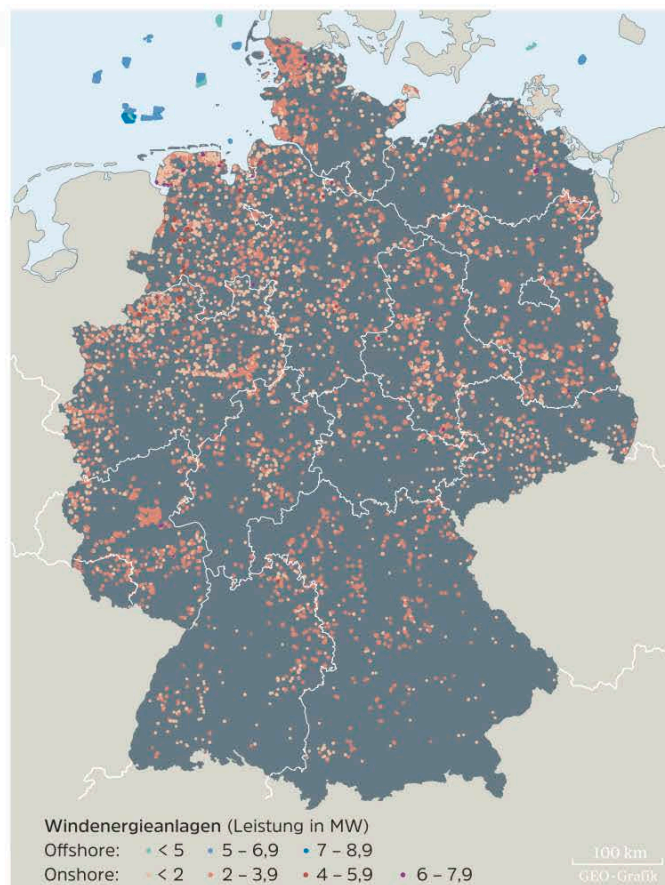 Windenergieanlagen (Leistung in MW)
Offshore: < 5 5 – 6,9 7 – 8,9
Onshore: < 2 2 – 3,9 4 – 5,9 6 – 7,9
100 km
GEO-Grafik